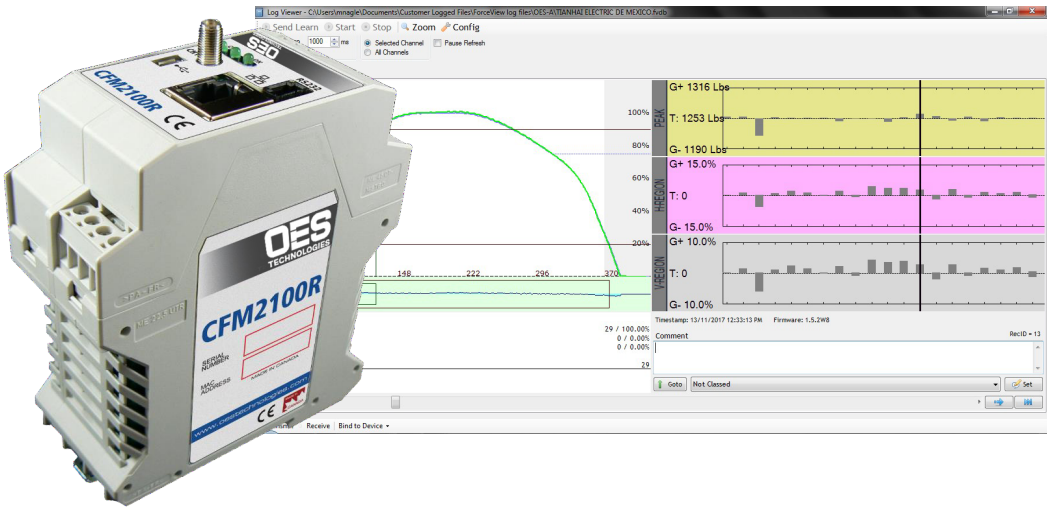 Log Viewer - C:\Users\mnagle\Documents\Customer Logged Files\ForceView log files\OES-A\TIANHAI ELECTRIC DE MEXICO.fvdb
Send Learn Start Stop Zoom Config
1000 ms Selected Channel Pause Refresh
All Channels
100%
80%
60%
40%
20%
148 222 296 370
29 / 100.00%
0 / 0.00%
0 / 0.00%
29
PEAK
G+ 1316 Lbs
T: 1253 Lbs
G- 1190 Lbs
H-REGION
G+ 15.0%
T: 0
G- 15.0%
V-REGION
G+ 10.0%
T: 0
G- 10.0%
Timestamp: 13/11/2017 12:33:13 PM Firmware: 1.5.2W8
Comment RecID = 13
Goto Not Classed Set
Receive Bind to Device
OES
RS232
CFM2100R CE
POWER
OES
TECHNOLOGIES
CFM2100R
SERIAL
NUMBER
MAC
ADDRESS
MADE IN CANADA
CE
www.oestechnologies.com